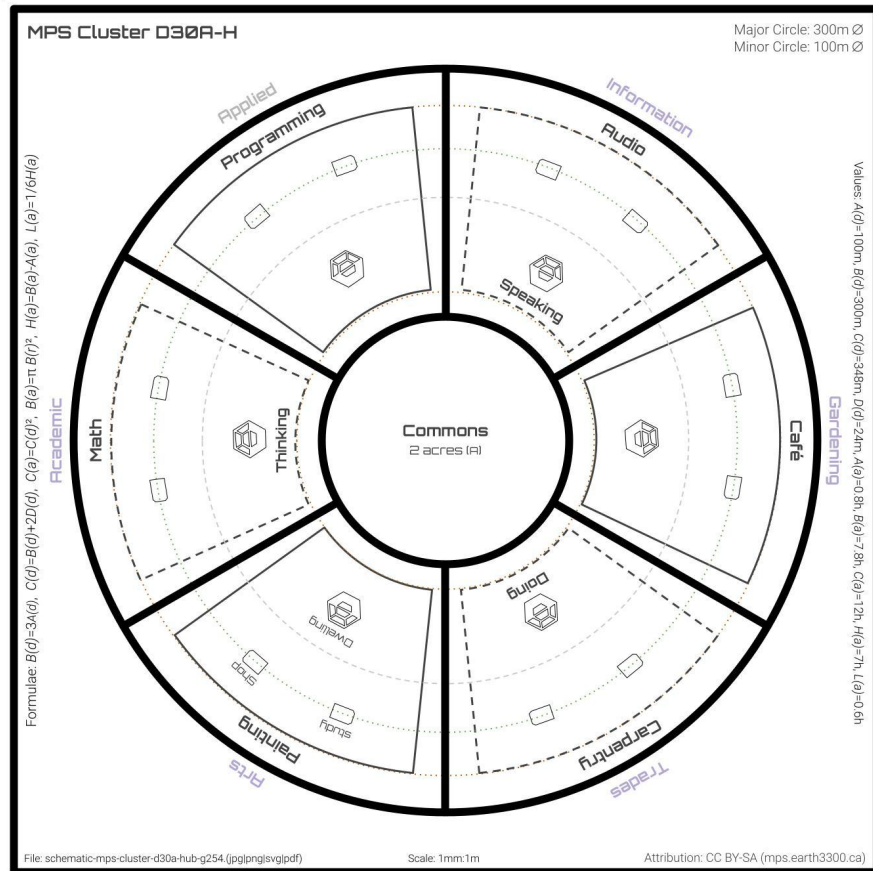 MPS Cluster D30A-H
Major Circle: 300m Ø
Minor Circle: 100m Ø
Applied
Information
Programming
Audio
Speaking
Formulae: B(d)=3A(d), C(d)=B(d)+2D(d), C(a)=C(d)², B(a)=π B(r)², H(a)=B(a)-A(a), L(a)=1/6H(a)
Academic
Math
Thinking
Commons
2 acres (A)
Café
Gardening
Values: A(d)=100m, B(d)=300m, C(d)=348m, D(d)=24m, A(a)=0.8h, B(a)=7.8h, C(a)=12h, H(a)=7h, L(a)=0.6h
Doing
Dwelling
Shop
Study
Painting
Carpentry
Arts
Trades
File: schematic-mps-cluster-d30a-hub-g254.(jpg|png|svg|pdf)
Scale: 1mm:1m
Attribution: CC BY-SA (mps.earth3300.ca)